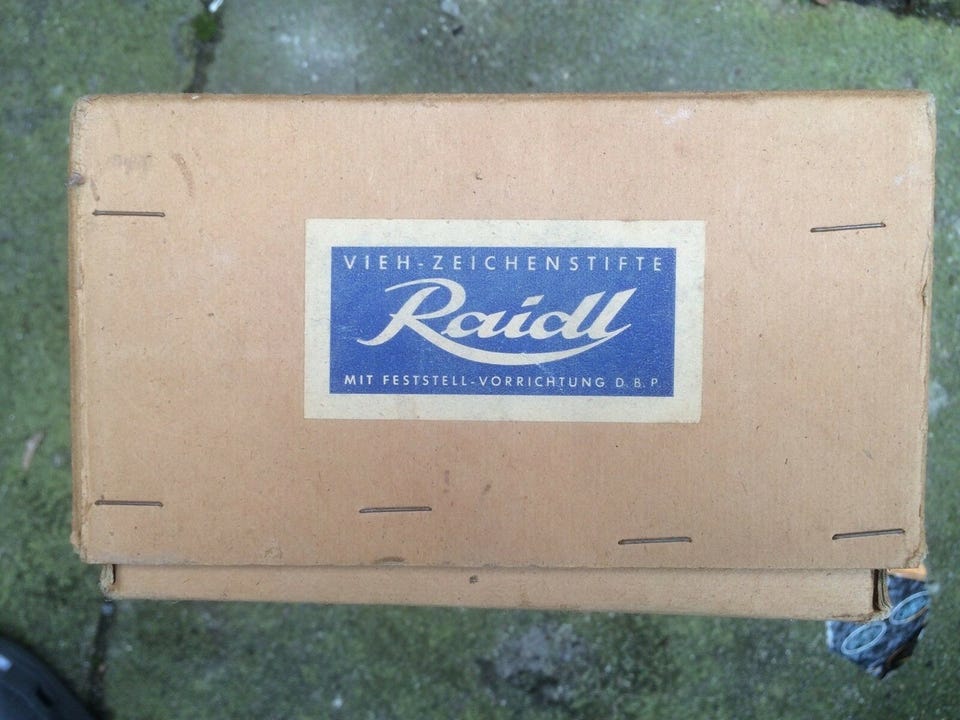 VIEH-ZEICHENSTIFTE
Raidl
MIT FESTSTELL-VORRICHTUNG D.B.P.